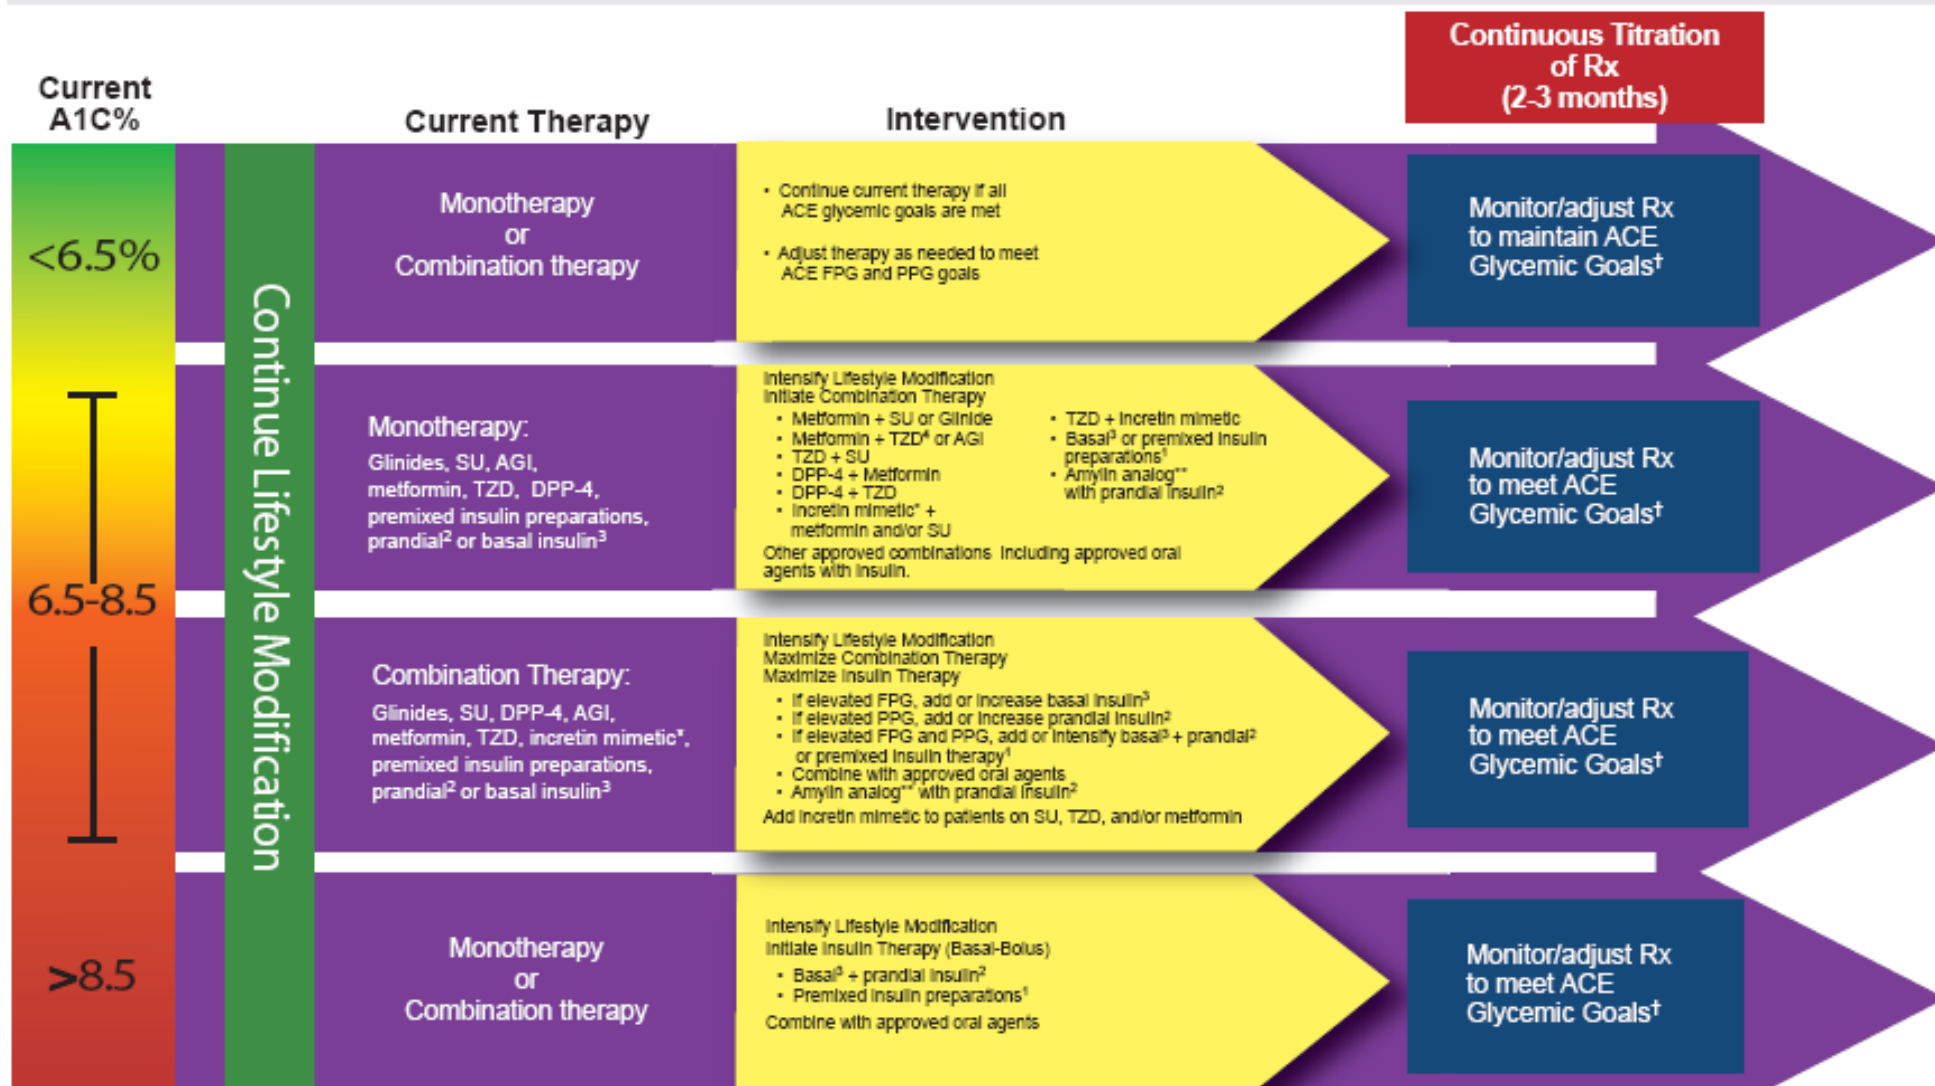 Continuous Titration
of Rx
(2-3 months)
Current
A1C%
Current Therapy
Intervention
<6.5%
6.5-8.5
>8.5
Continue Lifestyle Modification
Monotherapy
or
Combination therapy
• Continue current therapy if all
ACE glycemic goals are met
• Adjust therapy as needed to meet
ACE FPG and PPG goals
Monitor/adjust Rx
to maintain ACE
Glycemic Goals†
Monotherapy:
Glinides, SU, AGI,
metformin, TZD, DPP-4,
premixed insulin preparations,
prandial² or basal insulin³
Intensify Lifestyle Modification
Initiate Combination Therapy
• Metformin + SU or Glinide
• Metformin + TZD⁴ or AGI
• TZD + SU
• DPP-4 + Metformin
• DPP-4 + TZD
• Incretin mimetic* +
metformin and/or SU
• TZD + incretin mimetic
• Basal³ or premixed insulin
preparations¹
• Amylin analog**
with prandial insulin²
Other approved combinations including approved oral
agents with insulin.
Monitor/adjust Rx
to meet ACE
Glycemic Goals†
Combination Therapy:
Glinides, SU, DPP-4, AGI,
metformin, TZD, incretin mimetic*,
premixed insulin preparations,
prandial² or basal insulin³
Intensify Lifestyle Modification
Maximize Combination Therapy
Maximize Insulin Therapy
• If elevated FPG, add or increase basal insulin³
• If elevated PPG, add or increase prandial insulin²
• If elevated FPG and PPG, add or intensify basal³ + prandial²
or premixed insulin therapy¹
• Combine with approved oral agents
• Amylin analog** with prandial insulin²
Add incretin mimetic to patients on SU, TZD, and/or metformin
Monitor/adjust Rx
to meet ACE
Glycemic Goals†
Monotherapy
or
Combination therapy
Intensify Lifestyle Modification
Initiate Insulin Therapy (Basal-Bolus)
• Basal³ + prandial insulin²
• Premixed insulin preparations¹
Combine with approved oral agents
Monitor/adjust Rx
to meet ACE
Glycemic Goals†